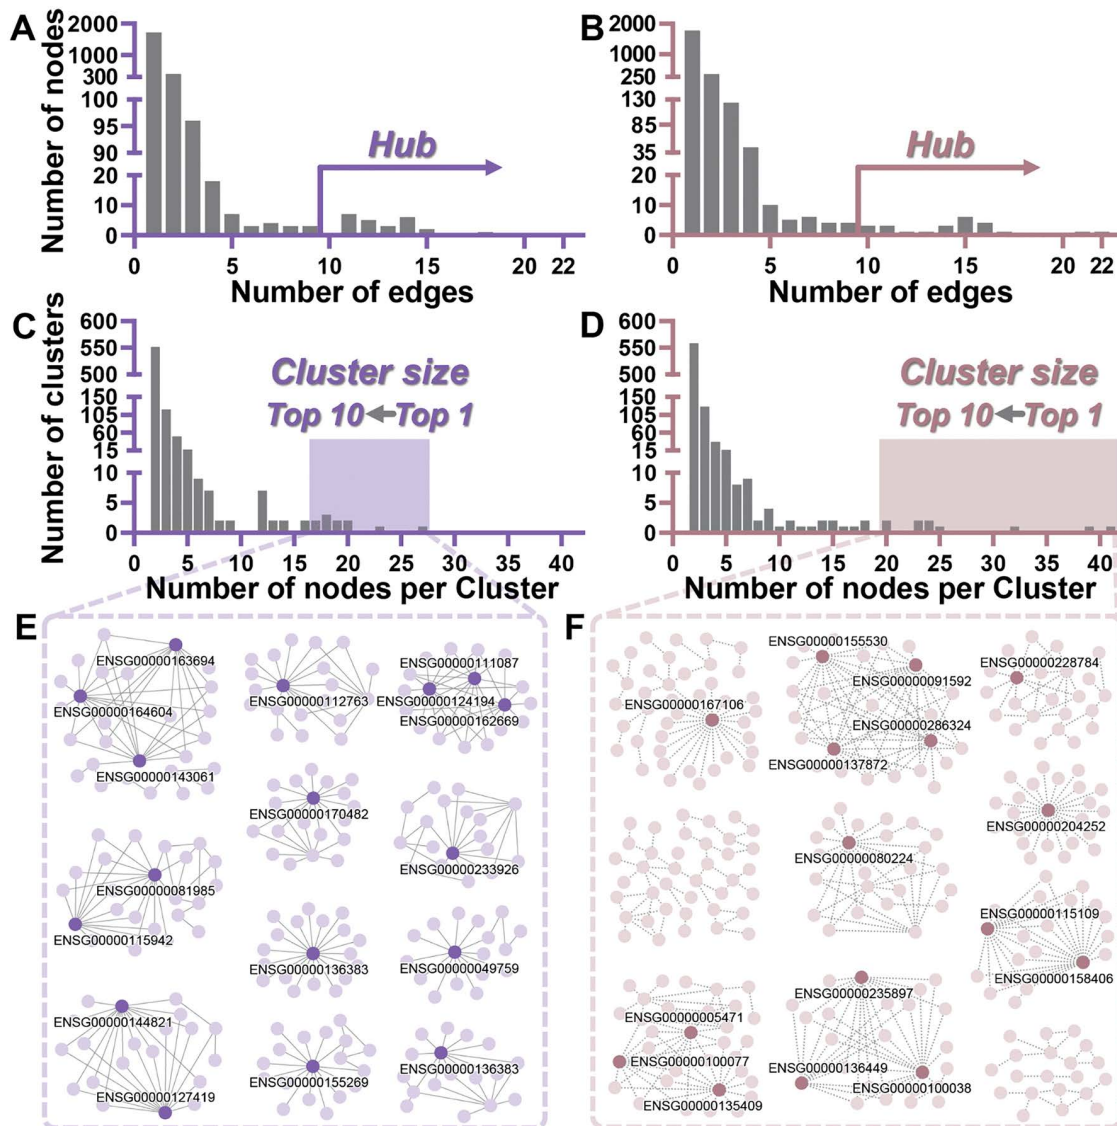 A
Number of nodes
2000
1000
300
100
95
90
20
10
0
Hub
0 5 10 15 20 22
Number of edges
B
2000
1000
250
130
85
35
20
10
0
Hub
0 5 10 15 20 22
Number of edges
C
Number of clusters
600
550
500
150
105
60
15
10
5
0
Cluster size
Top 10 Top 1
0 5 10 15 20 25 30 35 40
Number of nodes per Cluster
D
600
550
500
150
105
60
15
10
5
0
Cluster size
Top 10 Top 1
0 5 10 15 20 25 30 35 40
Number of nodes per Cluster
E
ENSG00000163694
ENSG00000164604
ENSG00000143061
ENSG00000112763
ENSG00000111087
ENSG00000124194
ENSG00000162669
ENSG00000170482
ENSG00000233926
ENSG00000081985
ENSG00000115942
ENSG00000136383
ENSG00000049759
ENSG00000144821
ENSG00000127419
ENSG00000155269
ENSG00000136383
F
ENSG00000167106
ENSG00000155530
ENSG00000091592
ENSG00000286324
ENSG00000137872
ENSG00000228784
ENSG00000204252
ENSG00000080224
ENSG00000115109
ENSG00000158406
ENSG00000005471
ENSG00000100077
ENSG00000135409
ENSG00000235897
ENSG00000136449
ENSG00000100038